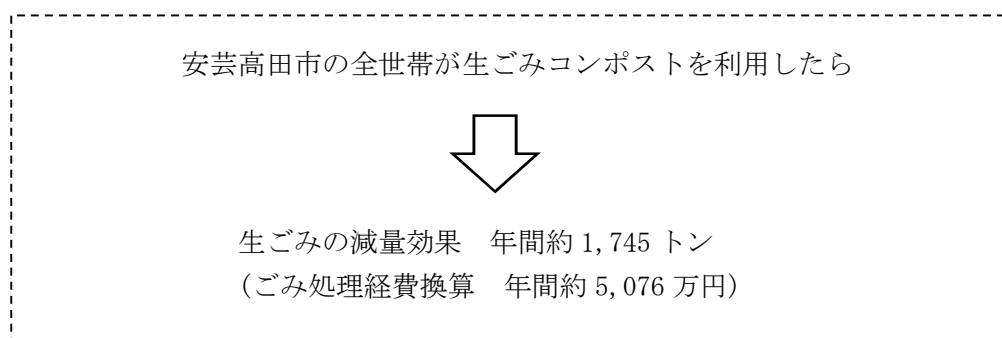 安芸高田市の全世帯が生ごみコンポストを利用したら
生ごみの減量効果　年間約 1,745 トン
(ごみ処理経費換算　年間約 5,076 万円)